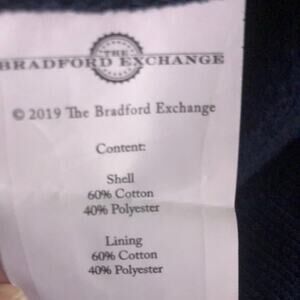 THE
BRADFORD EXCHANGE
© 2019 The Bradford Exchange
Content:
Shell
60% Cotton
40% Polyester
Lining
60% Cotton
40% Polyester